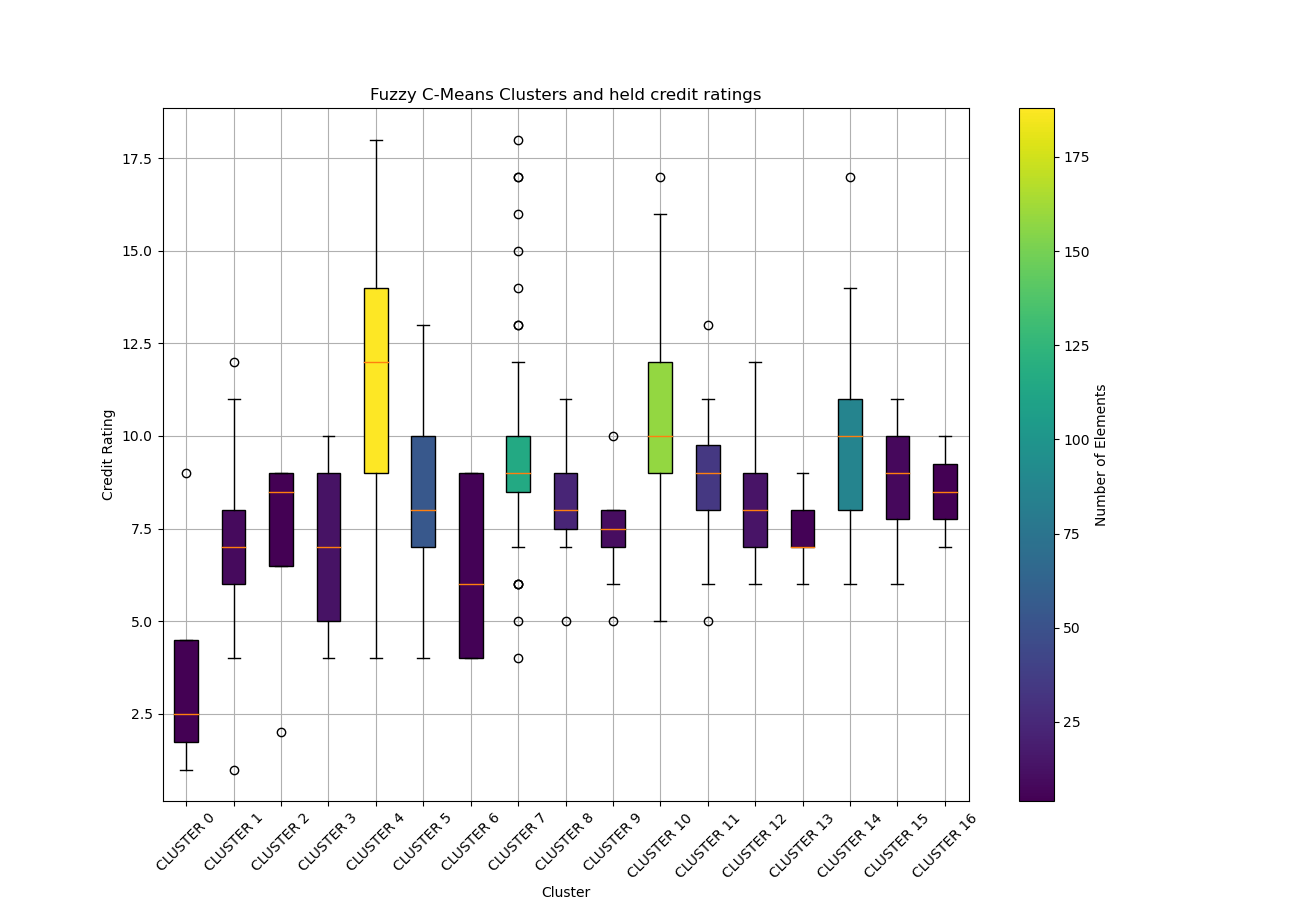 Fuzzy C-Means Clusters and held credit ratings
17.5
15.0
12.5
10.0
7.5
5.0
2.5
Credit Rating
CLUSTER 0
CLUSTER 1
CLUSTER 2
CLUSTER 3
CLUSTER 4
CLUSTER 5
CLUSTER 6
CLUSTER 7
CLUSTER 8
CLUSTER 9
CLUSTER 10
CLUSTER 11
CLUSTER 12
CLUSTER 13
CLUSTER 14
CLUSTER 15
CLUSTER 16
Cluster
175
150
125
100
75
50
25
Number of Elements